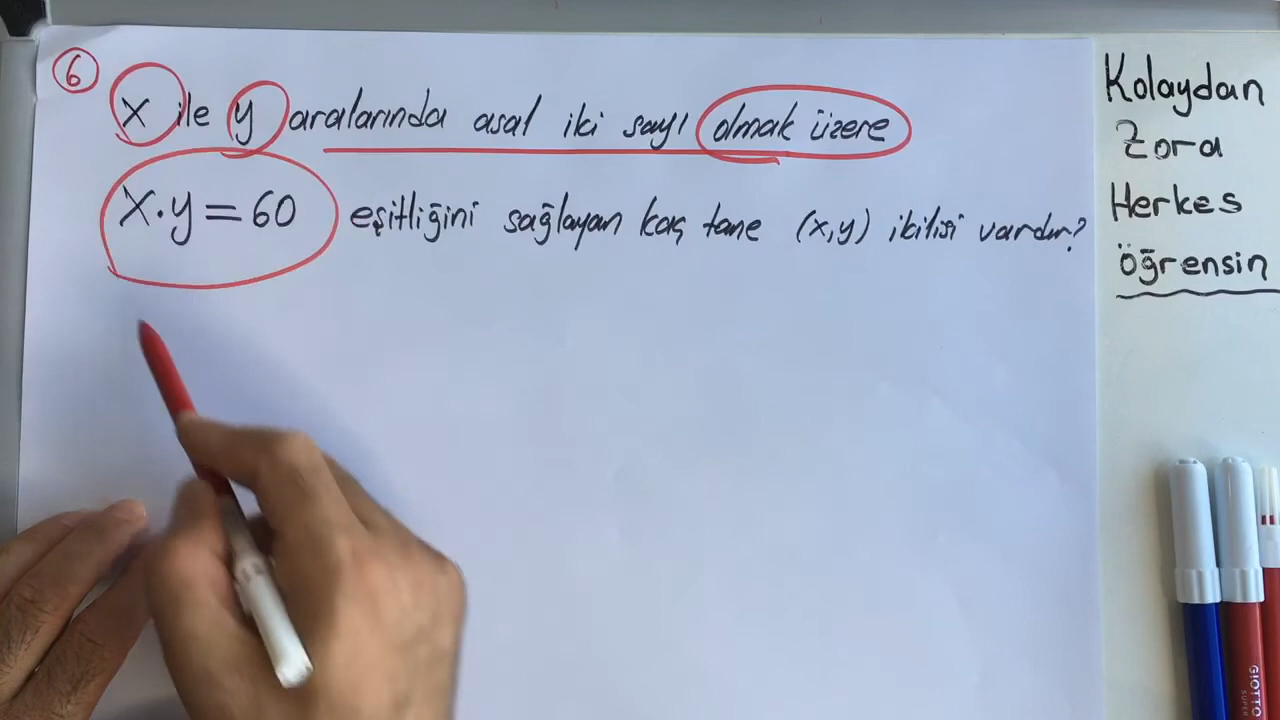 6 x ile y aralarında asal iki sayı olmak üzere
x.y=60 eşitliğini sağlayan kaç tane (x,y) ikilisi vardır?
Kolaydan
Zora
Herkes
öğrensin
GIOTTO